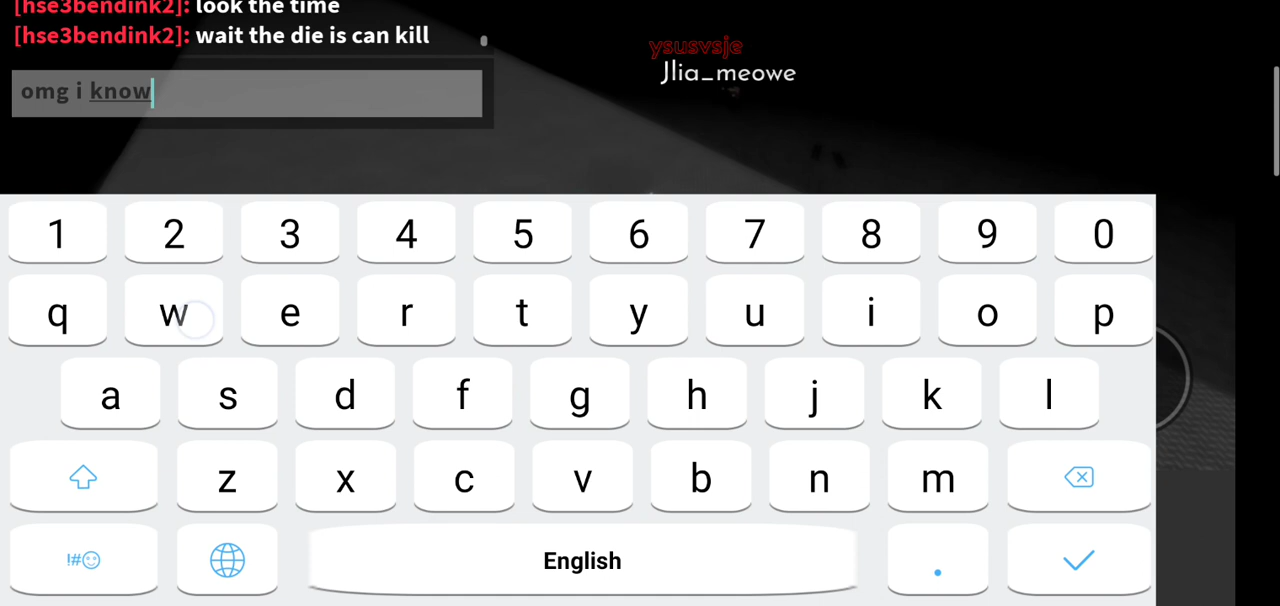 [hse3bendink2]: look the time
[hse3bendink2]: wait the die is can kill
ysusvsje
Jlia_meowe
omg i know
1 2 3 4 5 6 7 8 9 0
q w e r t y u i o p
a s d f g h j k l
z x c v b n m
!#☺ English .